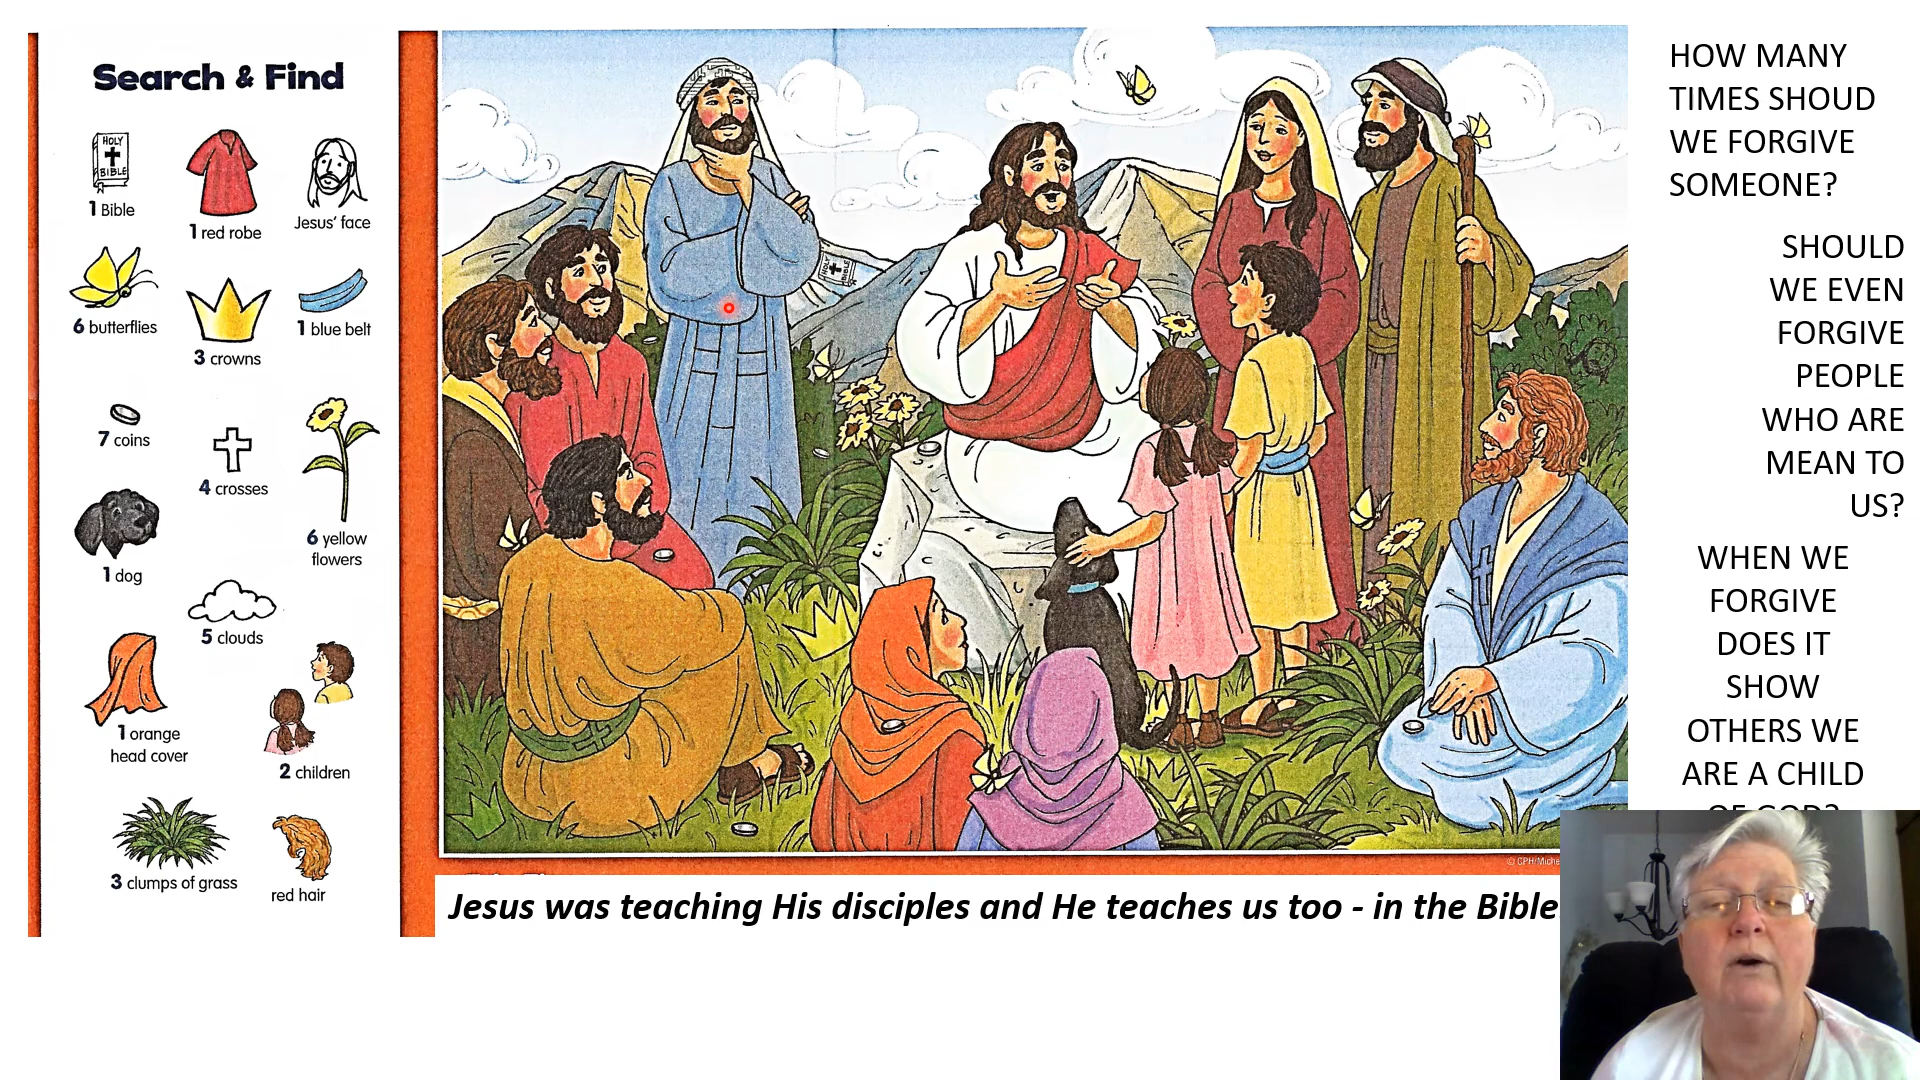 Search & Find
HOLY
BIBLE
1 Bible
1 red robe
Jesus' face
6 butterflies
3 crowns
1 blue belt
7 coins
4 crosses
6 yellow
flowers
1 dog
5 clouds
1 orange
head cover
2 children
3 clumps of grass
red hair
HOLY
BIBLE
Jesus was teaching His disciples and He teaches us too - in the Bible
HOW MANY
TIMES SHOUD
WE FORGIVE
SOMEONE?
SHOULD
WE EVEN
FORGIVE
PEOPLE
WHO ARE
MEAN TO
US?
WHEN WE
FORGIVE
DOES IT
SHOW
OTHERS WE
ARE A CHILD
OF GOD?